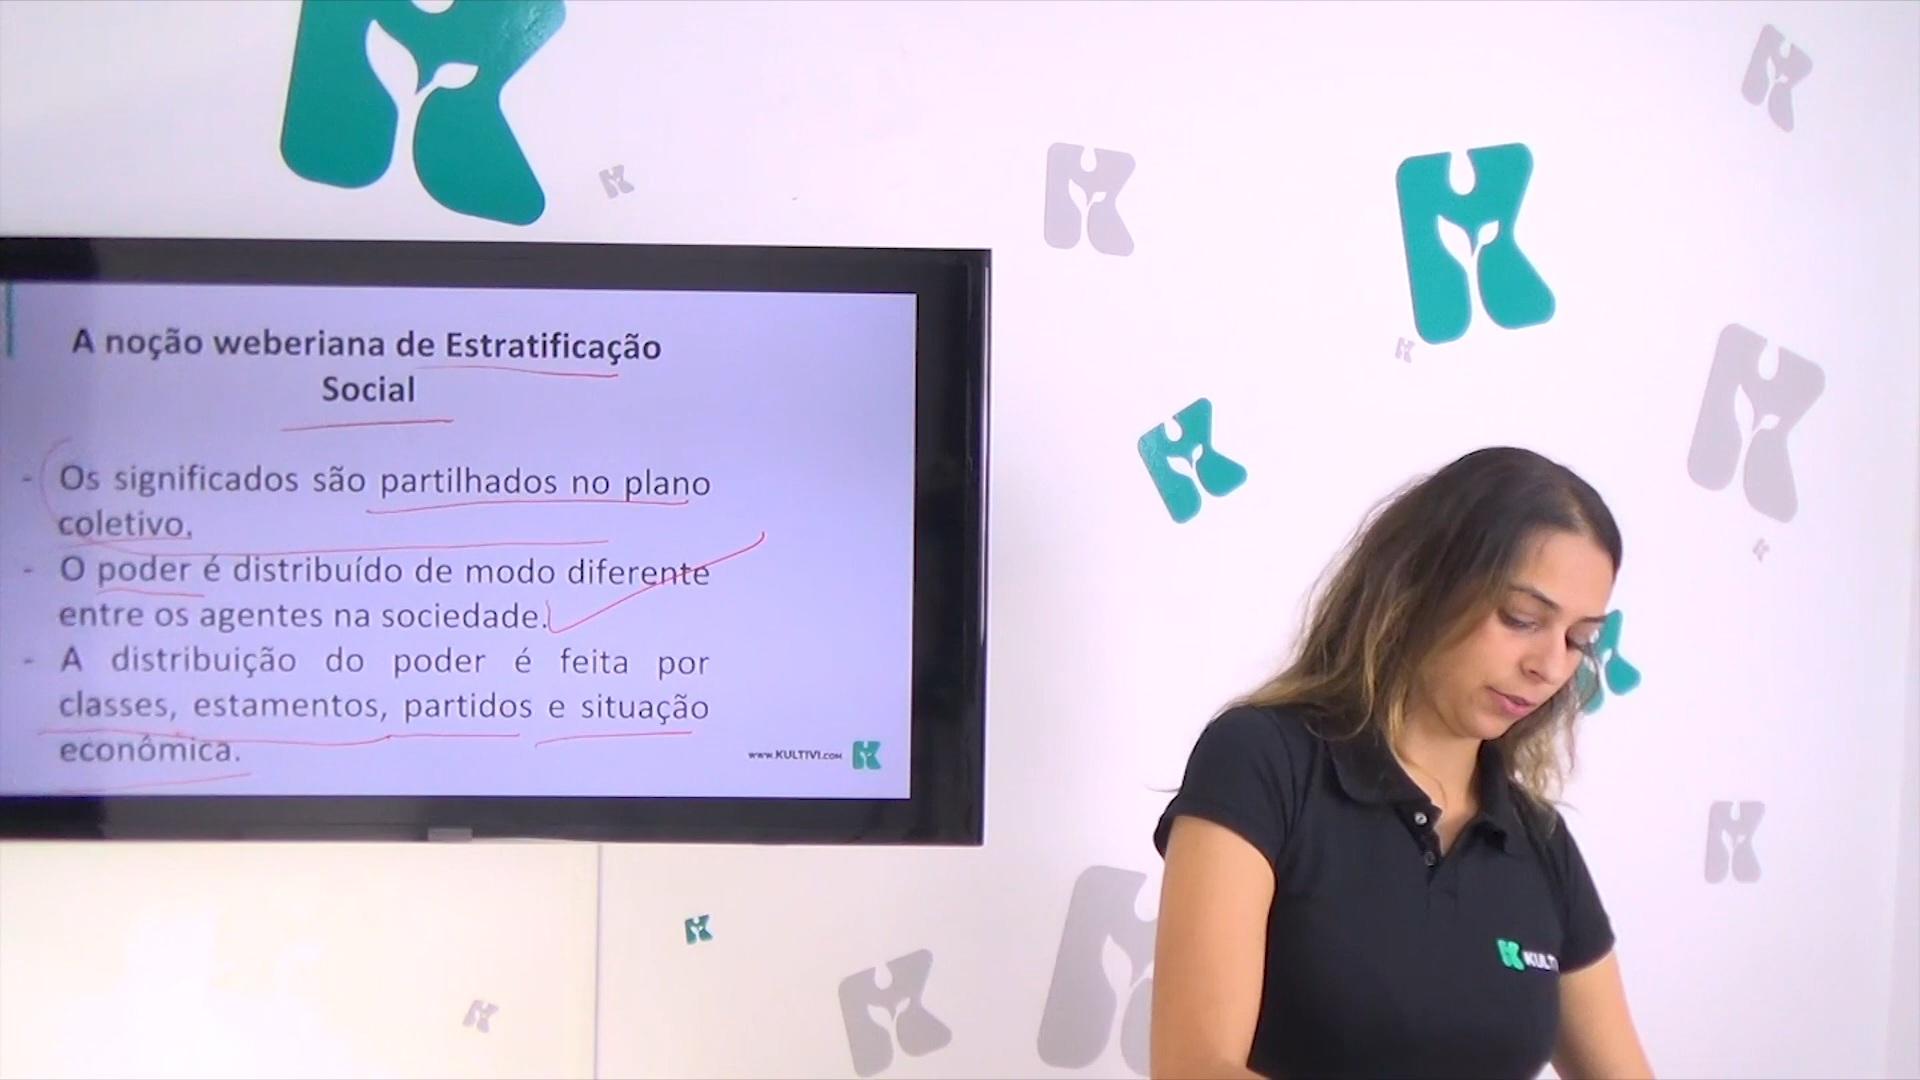 A noção weberiana de Estratificação
Social
- Os significados são partilhados no plano
coletivo.
- O poder é distribuído de modo diferente
entre os agentes na sociedade.
- A distribuição do poder é feita por
classes, estamentos, partidos e situação
econômica.
www.KULTIVI.com
KULTI